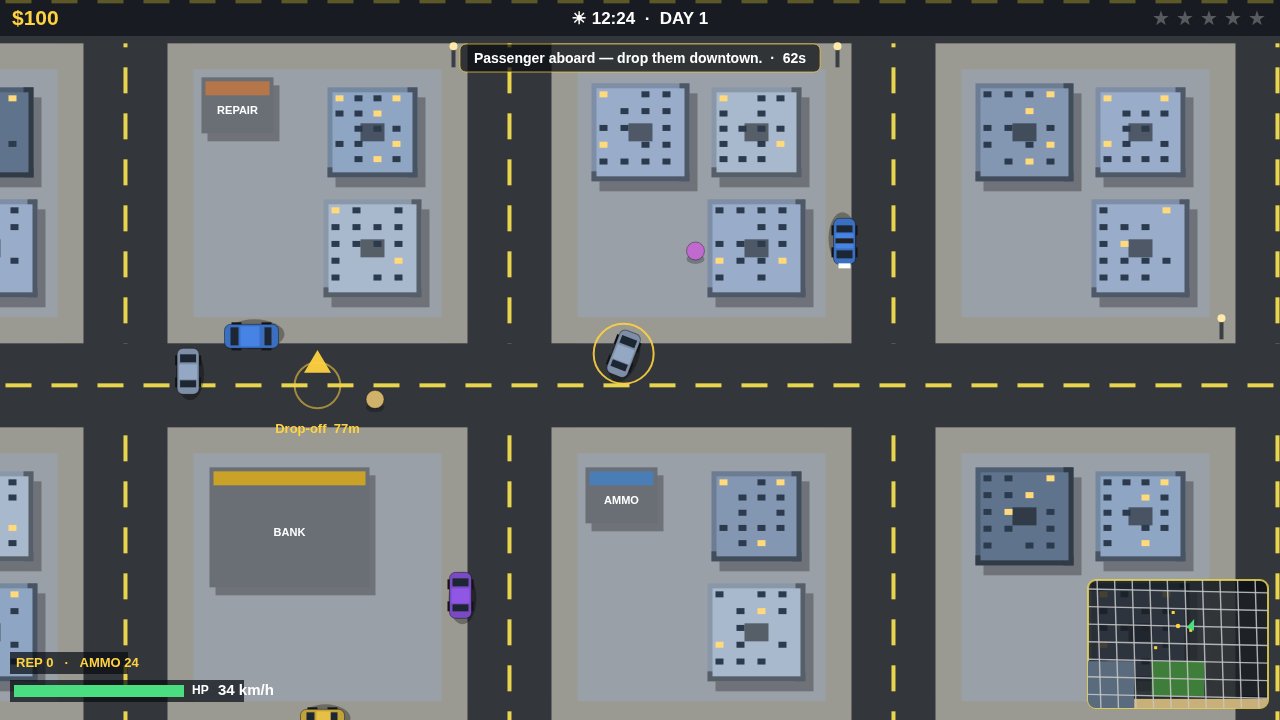 $100
☀ 12:24 · DAY 1
★ ★ ★ ★ ★
Passenger aboard — drop them downtown. · 62s
REPAIR
Drop-off 77m
BANK
AMMO
REP 0 · AMMO 24
HP 34 km/h